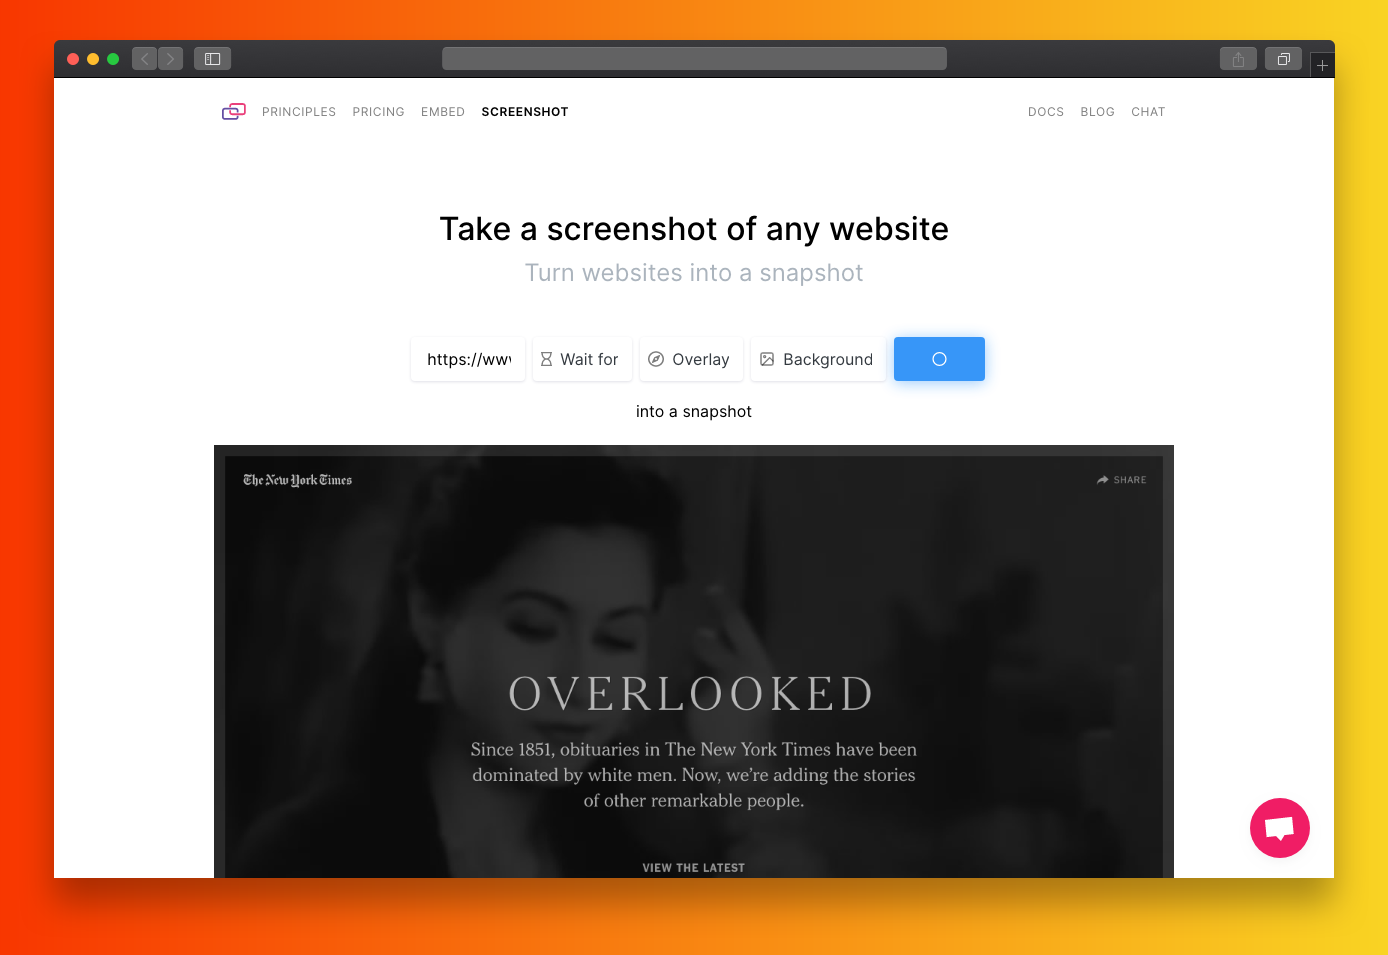 PRINCIPLES PRICING EMBED SCREENSHOT DOCS BLOG CHAT
Take a screenshot of any website
Turn websites into a snapshot
https://www Wait for Overlay Background
into a snapshot
The New York Times SHARE
OVERLOOKED
Since 1851, obituaries in The New York Times have been
dominated by white men. Now, we’re adding the stories
of other remarkable people.
VIEW THE LATEST